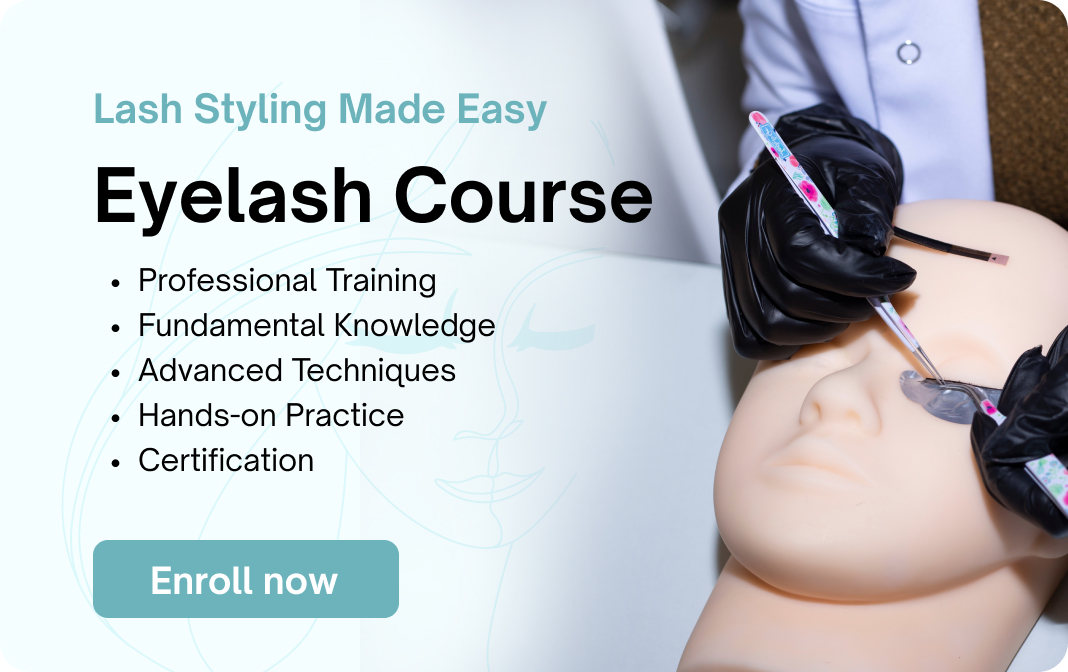 Lash Styling Made Easy
Eyelash Course
• Professional Training
• Fundamental Knowledge
• Advanced Techniques
• Hands-on Practice
• Certification
Enroll now